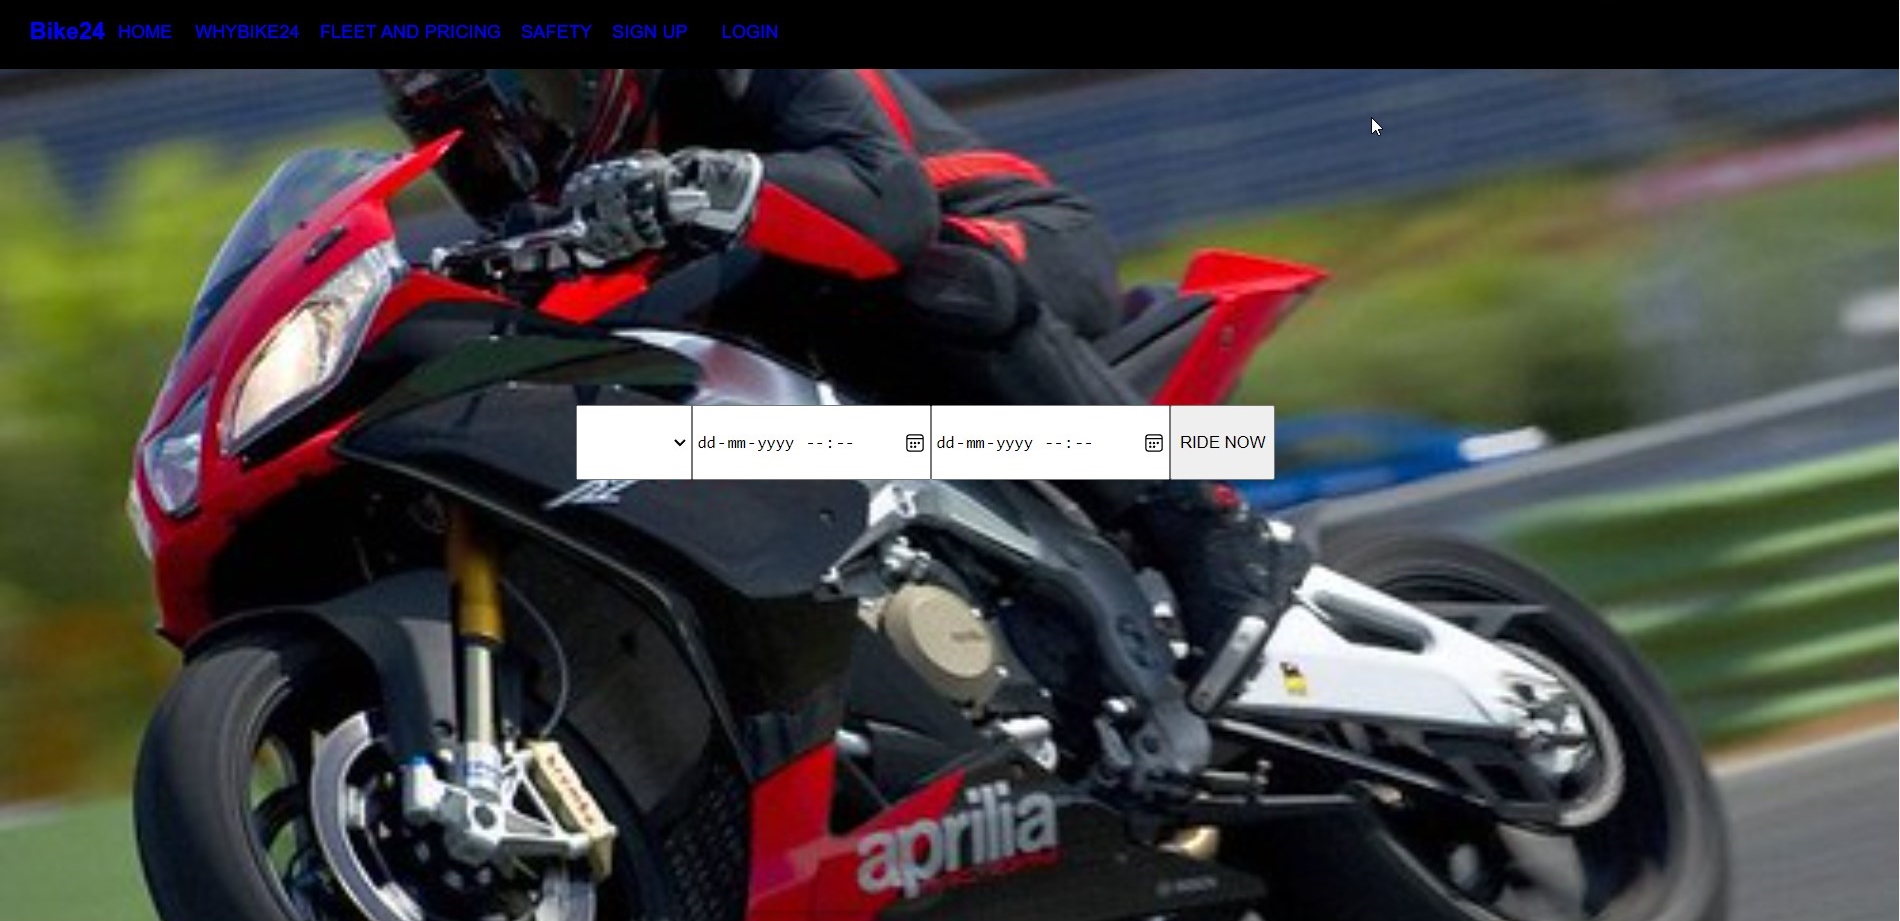 Bike24 HOME WHYBIKE24 FLEET AND PRICING SAFETY SIGN UP LOGIN
dd-mm-yyyy --:-- dd-mm-yyyy --:-- RIDE NOW
aprilia